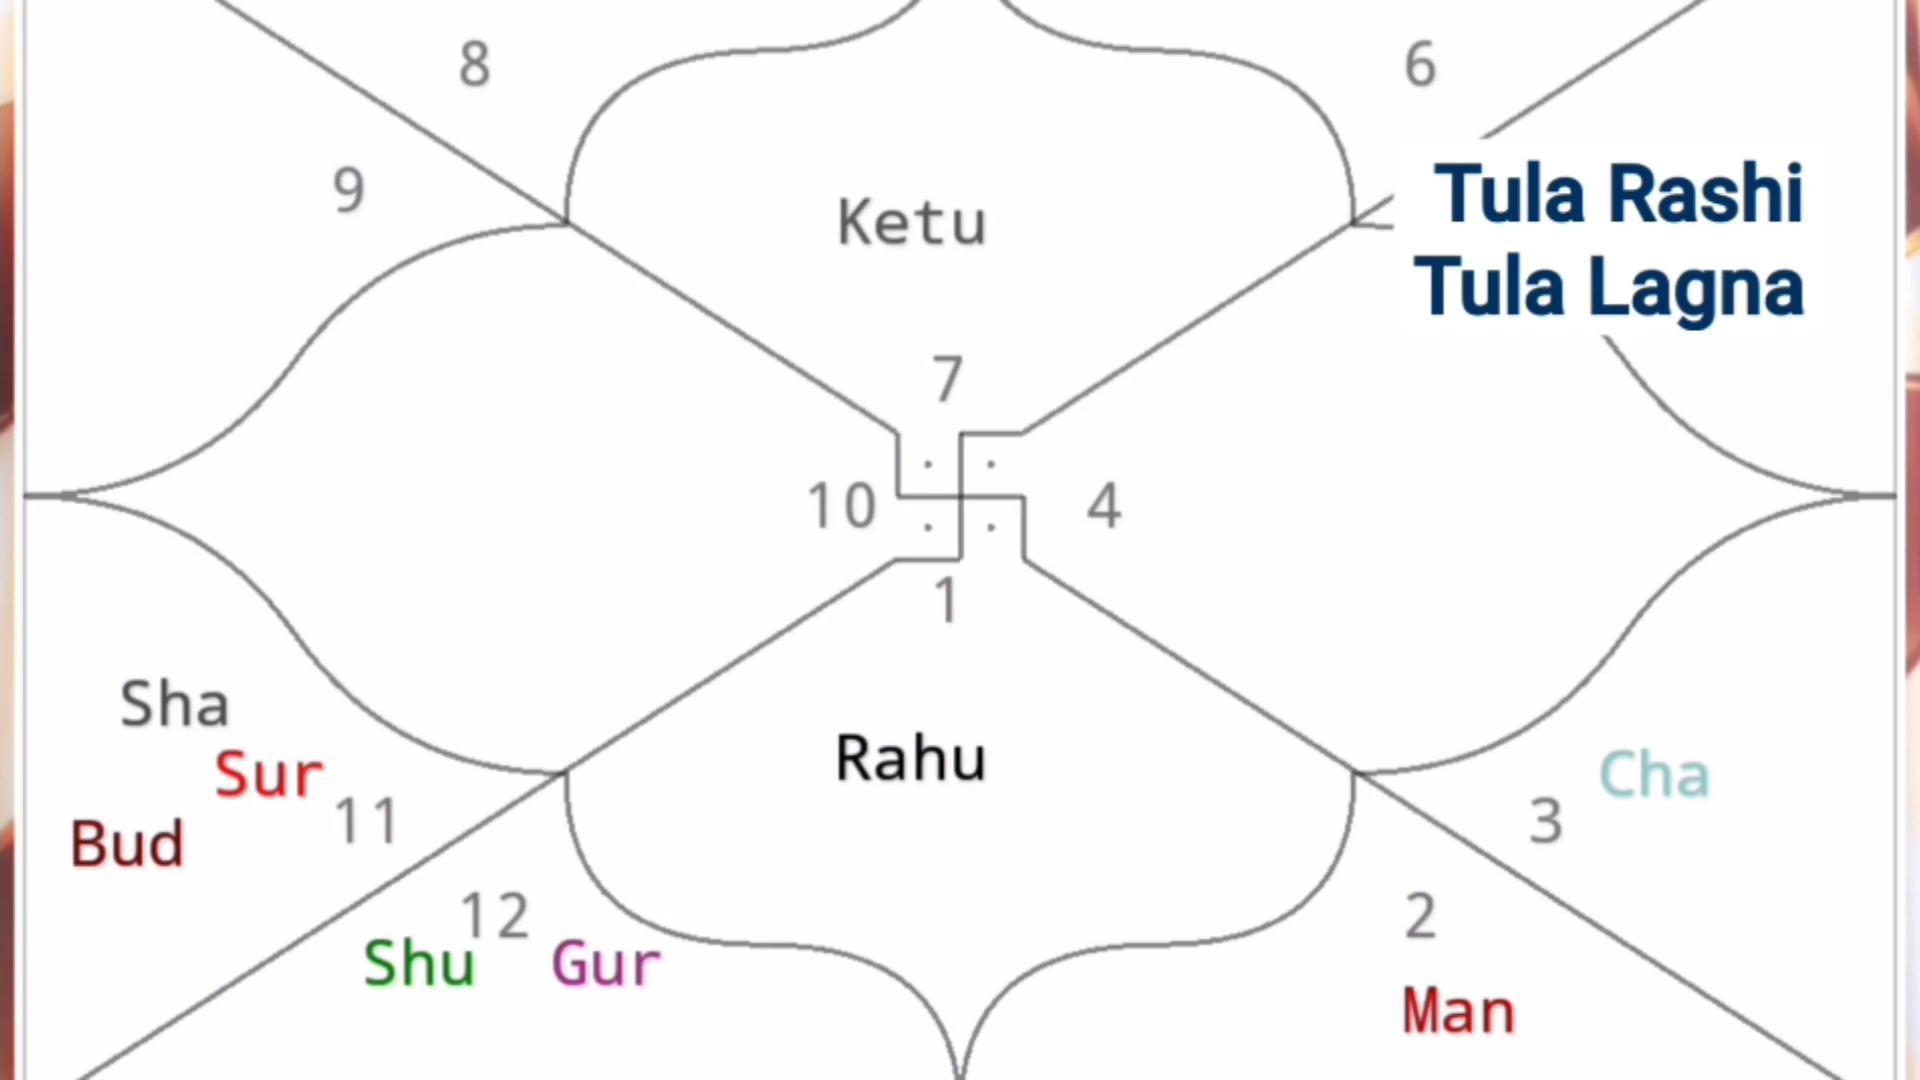 8
6
9
Ketu
Tula Rashi
Tula Lagna
7
10
4
1
Sha
Sur
Bud
11
Rahu
Cha
3
12
2
Shu
Gur
Man